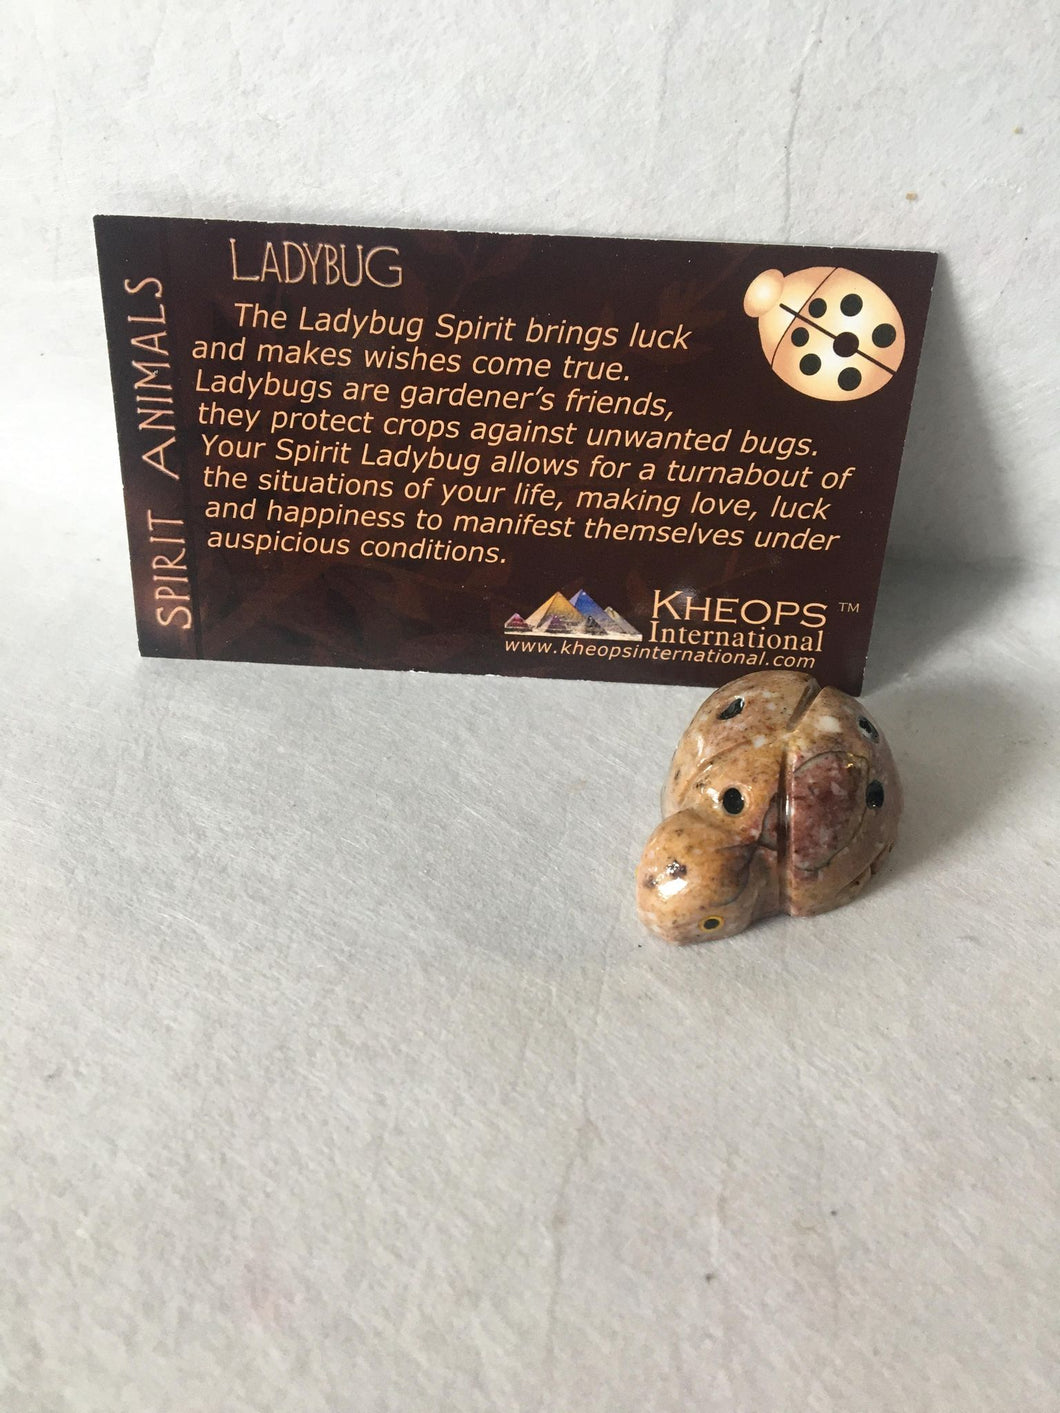 LADYBUG
The Ladybug Spirit brings luck
and makes wishes come true.
Ladybugs are gardener's friends,
they protect crops against unwanted bugs.
Your Spirit Ladybug allows for a turnabout of
the situations of your life, making love, luck
and happiness to manifest themselves under
auspicious conditions.
SPIRIT ANIMALS
KHEOPS ™
International
www.kheopsinternational.com